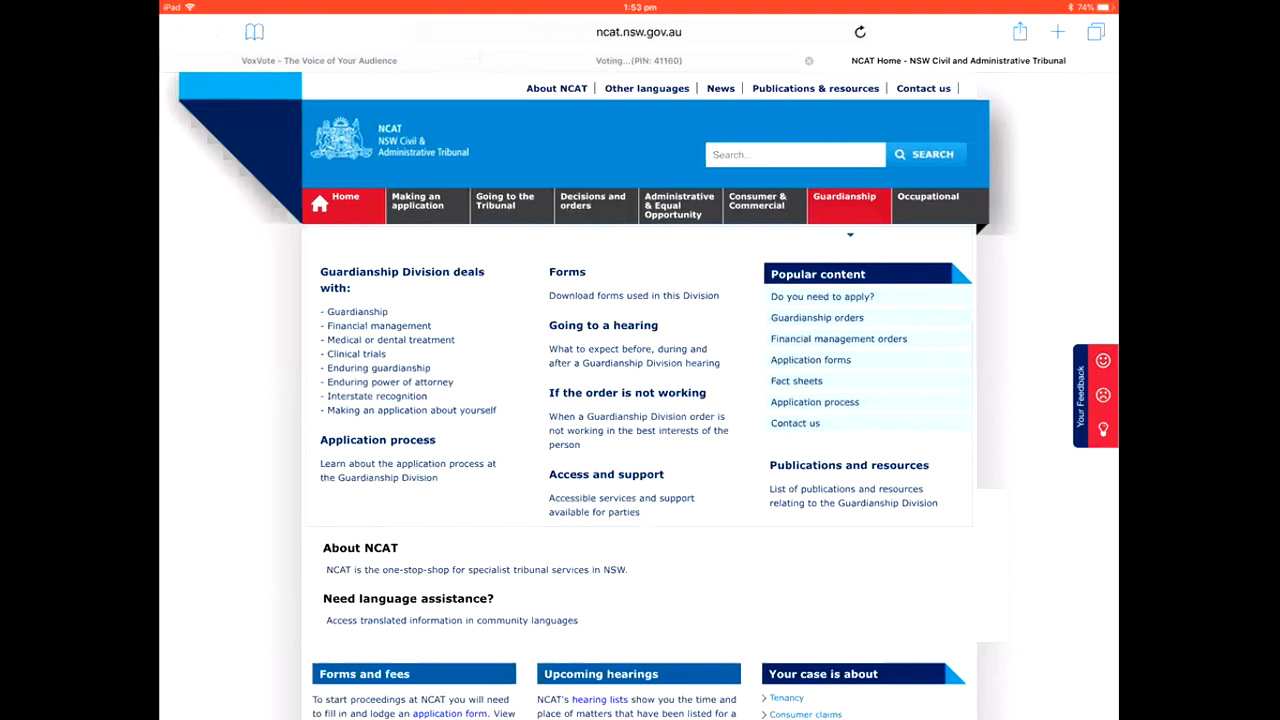 iPad
1:53 pm
74%
ncat.nsw.gov.au
VoxVote - The Voice of Your Audience
Voting...(PIN: 41160)
NCAT Home - NSW Civil and Administrative Tribunal
About NCAT
Other languages
News
Publications & resources
Contact us
NCAT
NSW Civil &
Administrative Tribunal
Search...
SEARCH
Home
Making an
application
Going to the
Tribunal
Decisions and
orders
Administrative
& Equal
Opportunity
Consumer &
Commercial
Guardianship
Occupational
Guardianship Division deals
with:
- Guardianship
- Financial management
- Medical or dental treatment
- Clinical trials
- Enduring guardianship
- Enduring power of attorney
- Interstate recognition
- Making an application about yourself
Application process
Learn about the application process at
the Guardianship Division
Forms
Download forms used in this Division
Going to a hearing
What to expect before, during and
after a Guardianship Division hearing
If the order is not working
When a Guardianship Division order is
not working in the best interests of the
person
Access and support
Accessible services and support
available for parties
Popular content
Do you need to apply?
Guardianship orders
Financial management orders
Application forms
Fact sheets
Application process
Contact us
Publications and resources
List of publications and resources
relating to the Guardianship Division
Your Feedback
About NCAT
NCAT is the one-stop-shop for specialist tribunal services in NSW.
Need language assistance?
Access translated information in community languages
Forms and fees
To start proceedings at NCAT you will need
to fill in and lodge an application form. View
Upcoming hearings
NCAT's hearing lists show you the time and
place of matters that have been listed for a
Your case is about
Tenancy
Consumer claims